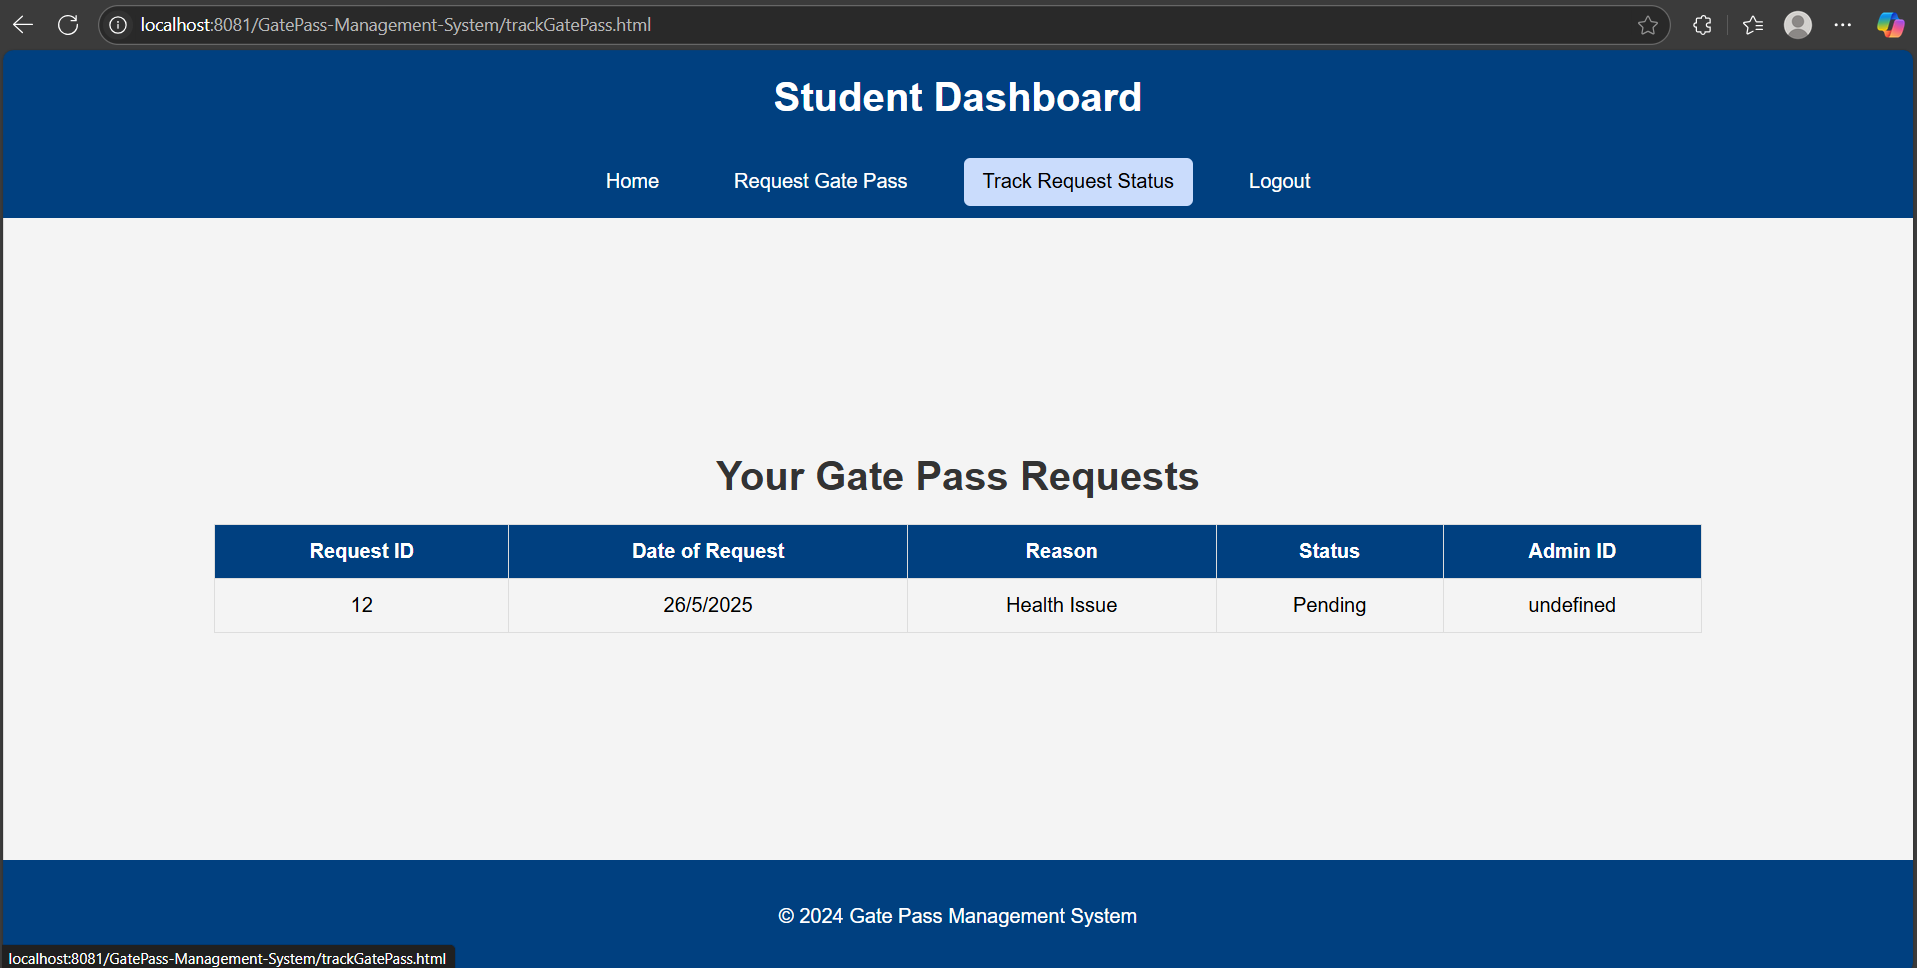 localhost:8081/GatePass-Management-System/trackGatePass.html
Student Dashboard
Home Request Gate Pass Track Request Status Logout
Your Gate Pass Requests
Request ID Date of Request Reason Status Admin ID
12 26/5/2025 Health Issue Pending undefined
© 2024 Gate Pass Management System
localhost:8081/GatePass-Management-System/trackGatePass.html